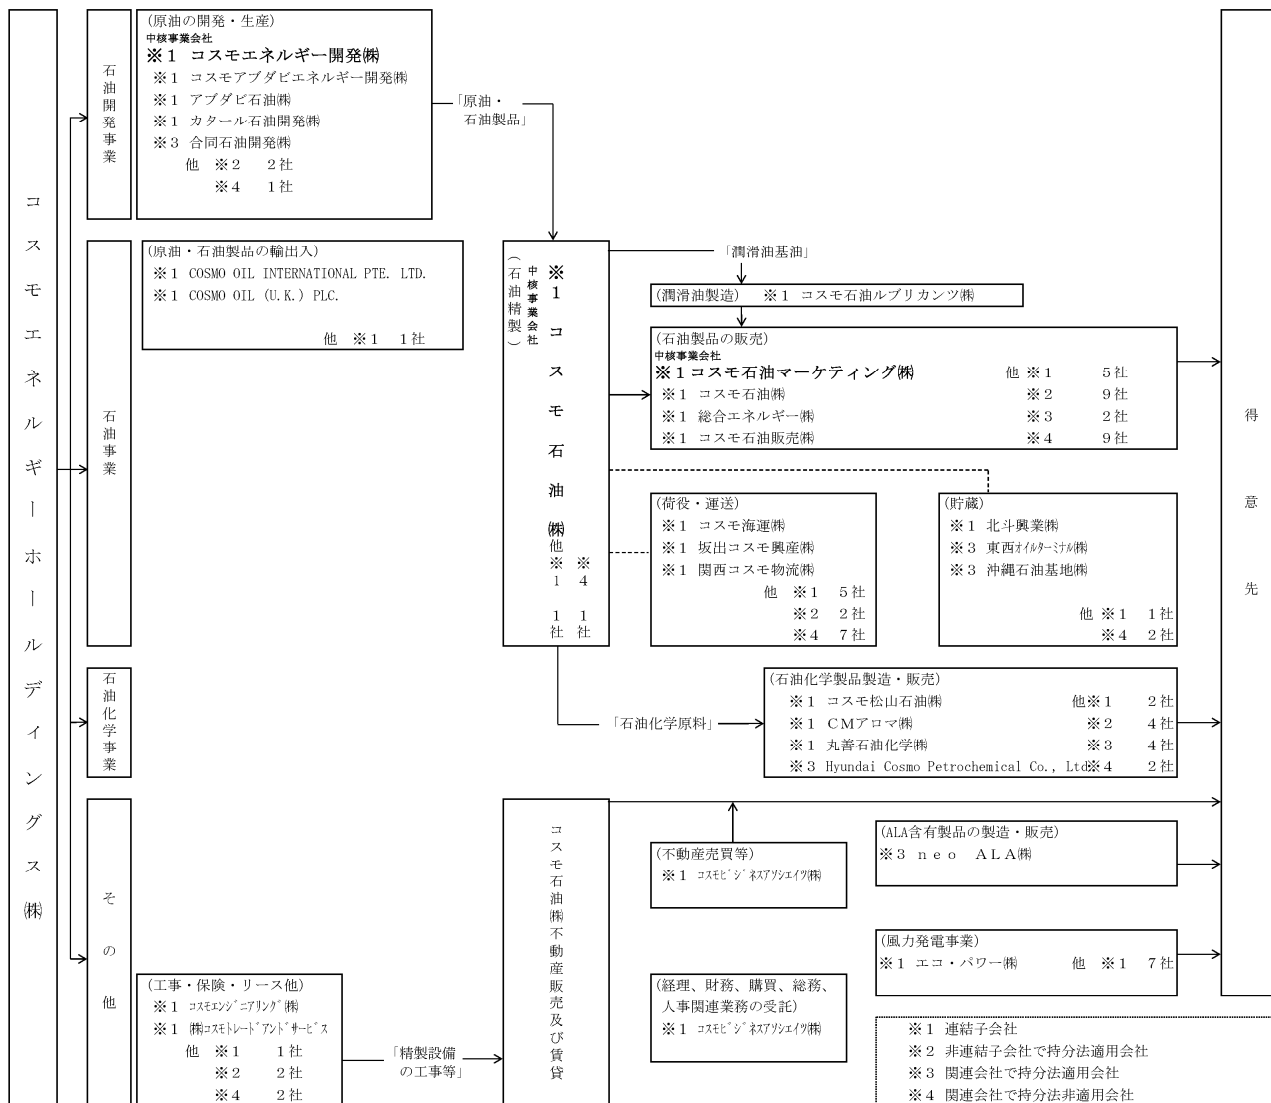 コスモエネルギーホールディングス㈱
石油開発事業
(原油の開発・生産)
中核事業会社
※１ コスモエネルギー開発㈱
※１ コスモアブダビエネルギー開発㈱
※１ アブダビ石油㈱
※１ カタール石油開発㈱
※３ 合同石油開発㈱
他 ※２ ２社
※４ １社
「原油・
石油製品」
石油事業
(原油・石油製品の輸出入)
※１ COSMO OIL INTERNATIONAL PTE. LTD.
※１ COSMO OIL (U.K.) PLC.
他 ※１ １社
(石油精製)
中核事業会社
※１コスモ石油㈱
他※１ １社
※４ １社
「潤滑油基油」
(潤滑油製造) ※１ コスモ石油ルブリカンツ㈱
(石油製品の販売)
中核事業会社
※１コスモ石油マーケティング㈱ 他 ※１ ５社
※１ コスモ石油㈱ ※２ ９社
※１ 総合エネルギー㈱ ※３ ２社
※１ コスモ石油販売㈱ ※４ ９社
(荷役・運送)
※１ コスモ海運㈱
※１ 坂出コスモ興産㈱
※１ 関西コスモ物流㈱
他 ※１ ５社
※２ ２社
※４ ７社
(貯蔵)
※１ 北斗興業㈱
※３ 東西ｵｲﾙﾀｰﾐﾅﾙ㈱
※３ 沖縄石油基地㈱
他 ※１ １社
※４ ２社
石油化学事業
「石油化学原料」
(石油化学製品製造・販売)
※１ コスモ松山石油㈱ 他※１ ２社
※１ ＣＭアロマ㈱ ※２ ４社
※１ 丸善石油化学㈱ ※３ ４社
※３ Hyundai Cosmo Petrochemical Co., Ltd※４ ２社
その他
(工事・保険・リース他)
※１ ｺｽﾓｴﾝｼﾞﾆｱﾘﾝｸﾞ㈱
※１ ㈱ｺｽﾓﾄﾚｰﾄﾞｱﾝﾄﾞｻｰﾋﾞｽ
他 ※１ １社
※２ ２社
※４ ２社
「精製設備
の工事等」
コスモ石油㈱不動産販売及び賃貸
(不動産売買等)
※１ ｺｽﾓﾋﾞｼﾞﾈｽｱｿｼｴｲﾂ㈱
(経理、財務、購買、総務、
人事関連業務の受託)
※１ ｺｽﾓﾋﾞｼﾞﾈｽｱｿｼｴｲﾂ㈱
(ALA含有製品の製造・販売)
※３ ｎｅｏ ＡＬＡ㈱
(風力発電事業)
※１ エコ・パワー㈱ 他 ※１ ７社
得意先
※１ 連結子会社
※２ 非連結子会社で持分法適用会社
※３ 関連会社で持分法適用会社
※４ 関連会社で持分法非適用会社